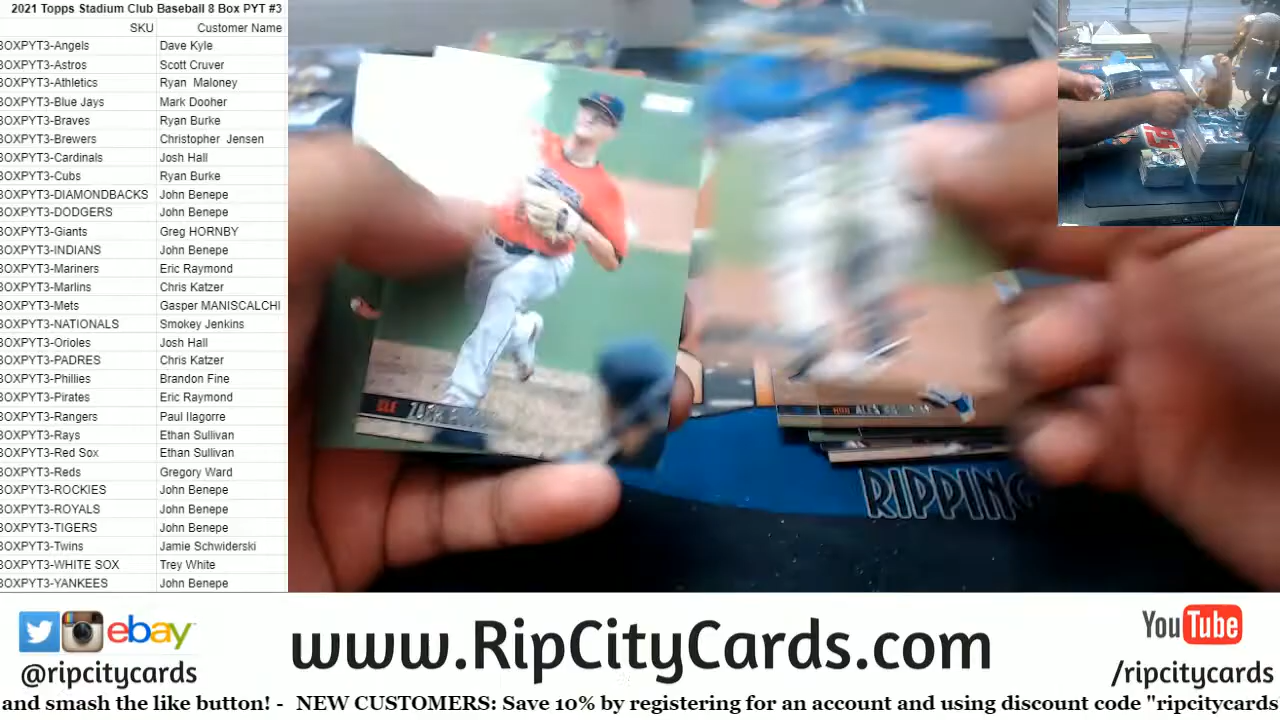 2021 Topps Stadium Club Baseball 8 Box PYT #3
SKU Customer Name
BOXPYT3-Angels Dave Kyle
BOXPYT3-Astros Scott Cruver
BOXPYT3-Athletics Ryan Maloney
BOXPYT3-Blue Jays Mark Dooher
BOXPYT3-Braves Ryan Burke
BOXPYT3-Brewers Christopher Jensen
BOXPYT3-Cardinals Josh Hall
BOXPYT3-Cubs Ryan Burke
BOXPYT3-DIAMONDBACKS John Benepe
BOXPYT3-DODGERS John Benepe
BOXPYT3-Giants Greg HORNBY
BOXPYT3-INDIANS John Benepe
BOXPYT3-Mariners Eric Raymond
BOXPYT3-Marlins Chris Katzer
BOXPYT3-Mets Gasper MANISCALCHI
BOXPYT3-NATIONALS Smokey Jenkins
BOXPYT3-Orioles Josh Hall
BOXPYT3-PADRES Chris Katzer
BOXPYT3-Phillies Brandon Fine
BOXPYT3-Pirates Eric Raymond
BOXPYT3-Rangers Paul Ilagorre
BOXPYT3-Rays Ethan Sullivan
BOXPYT3-Red Sox Ethan Sullivan
BOXPYT3-Reds Gregory Ward
BOXPYT3-ROCKIES John Benepe
BOXPYT3-ROYALS John Benepe
BOXPYT3-TIGERS John Benepe
BOXPYT3-Twins Jamie Schwiderski
BOXPYT3-WHITE SOX Trey White
BOXPYT3-YANKEES John Benepe
CLE
HOU ALEX
RIPPING
ebay
@ripcitycards
www.RipCityCards.com
YouTube
/ripcitycards
and smash the like button! - NEW CUSTOMERS: Save 10% by registering for an account and using discount code "ripcitycards